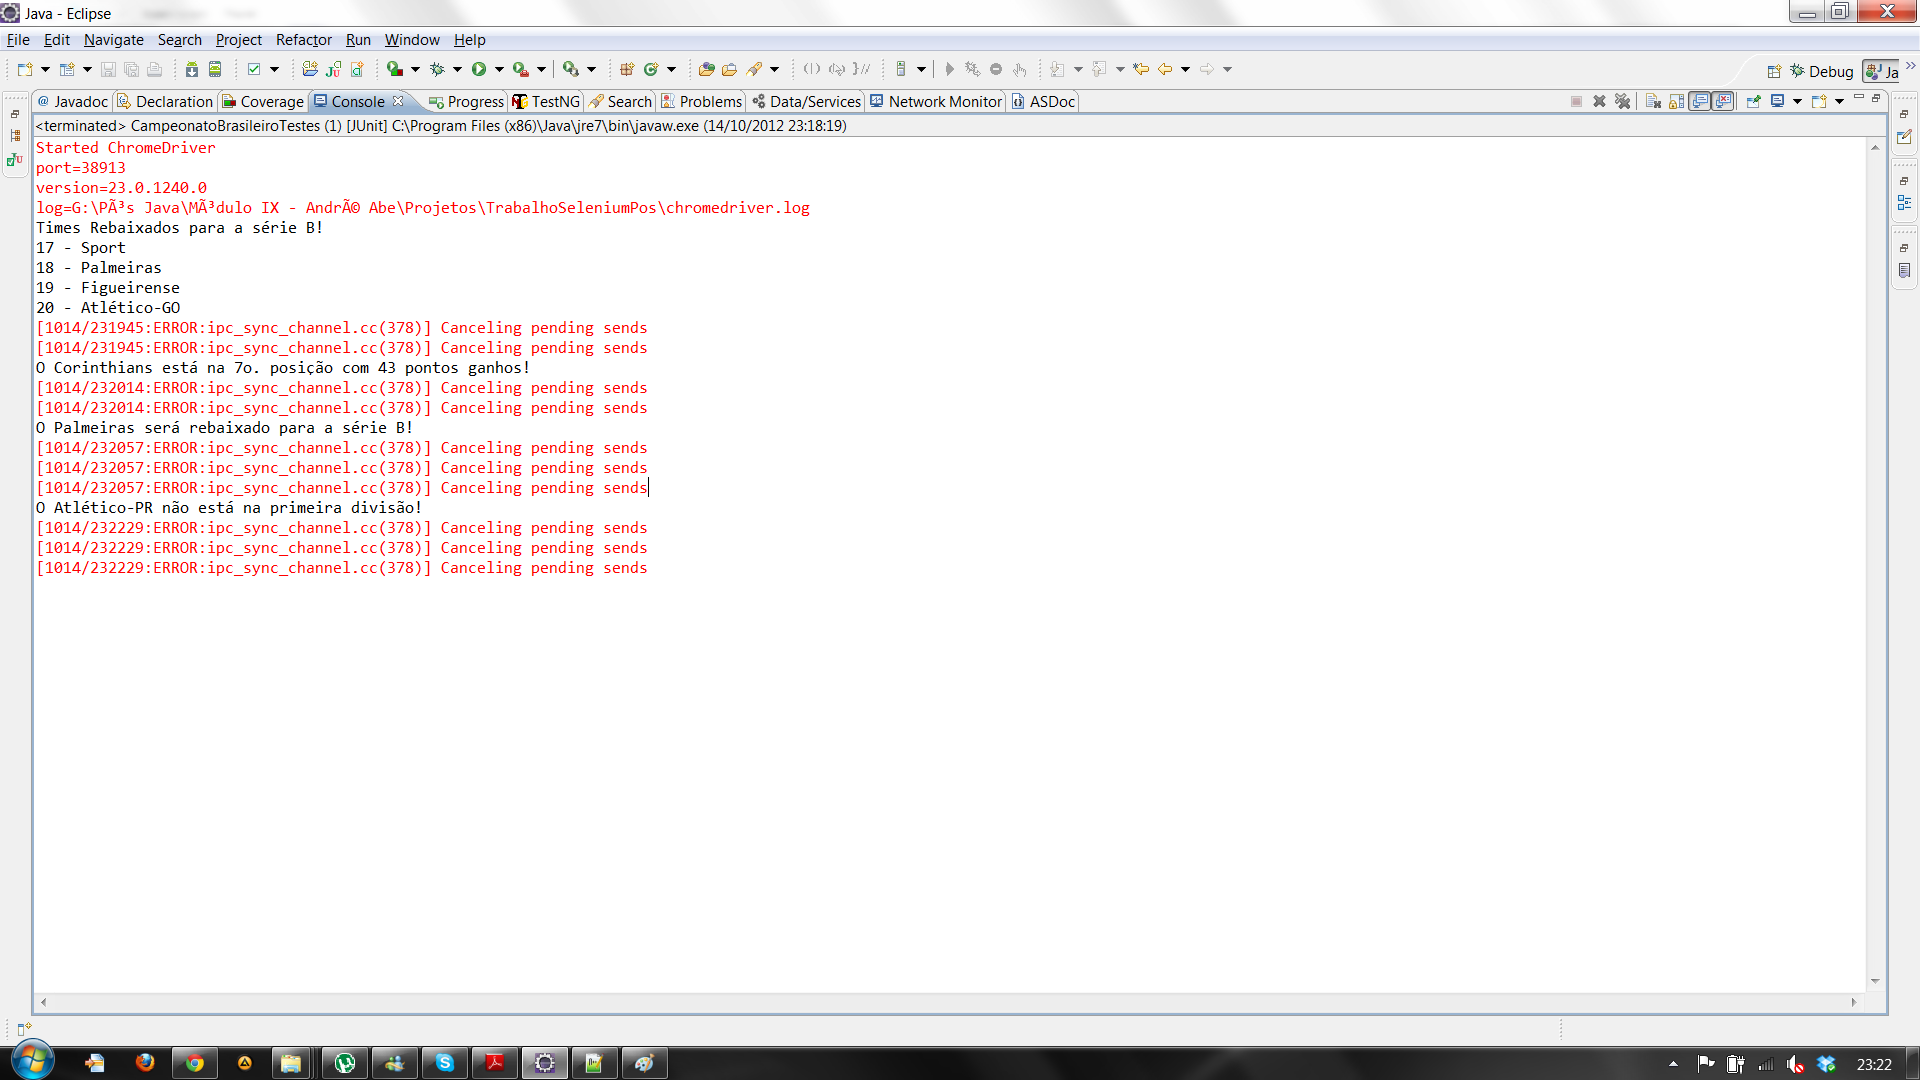 Java - Eclipse
File Edit Navigate Search Project Refactor Run Window Help
Debug Ja
@ Javadoc Declaration Coverage Console Progress TestNG Search Problems Data/Services Network Monitor ASDoc
<terminated> CampeonatoBrasileiroTestes (1) [JUnit] C:\Program Files (x86)\Java\jre7\bin\javaw.exe (14/10/2012 23:18:19)
Started ChromeDriver
port=38913
version=23.0.1240.0
log=G:\PÃ³s Java\MÃ³dulo IX - AndrÃ© Abe\Projetos\TrabalhoSeleniumPos\chromedriver.log
Times Rebaixados para a série B!
17 - Sport
18 - Palmeiras
19 - Figueirense
20 - Atlético-GO
[1014/231945:ERROR:ipc_sync_channel.cc(378)] Canceling pending sends
[1014/231945:ERROR:ipc_sync_channel.cc(378)] Canceling pending sends
O Corinthians está na 7o. posição com 43 pontos ganhos!
[1014/232014:ERROR:ipc_sync_channel.cc(378)] Canceling pending sends
[1014/232014:ERROR:ipc_sync_channel.cc(378)] Canceling pending sends
O Palmeiras será rebaixado para a série B!
[1014/232057:ERROR:ipc_sync_channel.cc(378)] Canceling pending sends
[1014/232057:ERROR:ipc_sync_channel.cc(378)] Canceling pending sends
[1014/232057:ERROR:ipc_sync_channel.cc(378)] Canceling pending sends
O Atlético-PR não está na primeira divisão!
[1014/232229:ERROR:ipc_sync_channel.cc(378)] Canceling pending sends
[1014/232229:ERROR:ipc_sync_channel.cc(378)] Canceling pending sends
[1014/232229:ERROR:ipc_sync_channel.cc(378)] Canceling pending sends
23:22